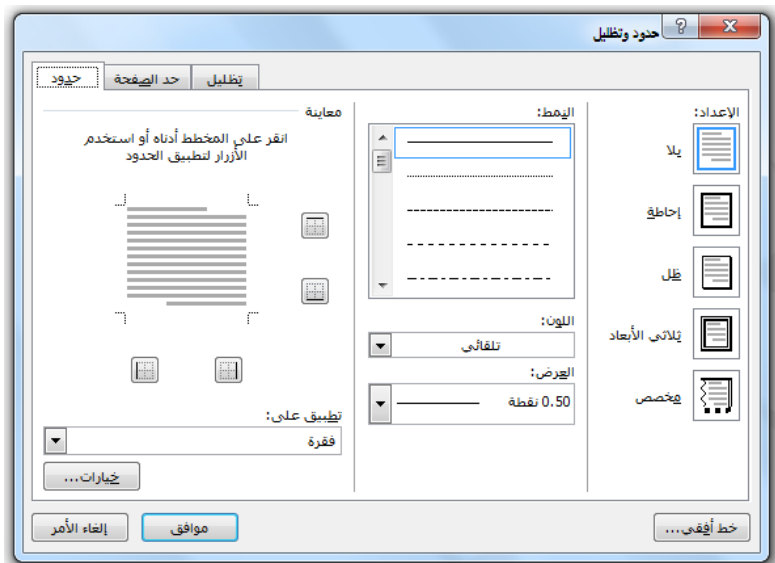 حدود وتظليل
حدود
حد الصفحة
تظليل
الإعداد:
بلا
إحاطة
ظل
ثلاثي الأبعاد
مخصص
النمط:
اللون:
تلقائي
العرض:
0.50 نقطة
معاينة
انقر على المخطط أدناه أو استخدم
الأزرار لتطبيق الحدود
تطبيق على:
فقرة
خيارات...
خط أفقي...
موافق
إلغاء الأمر